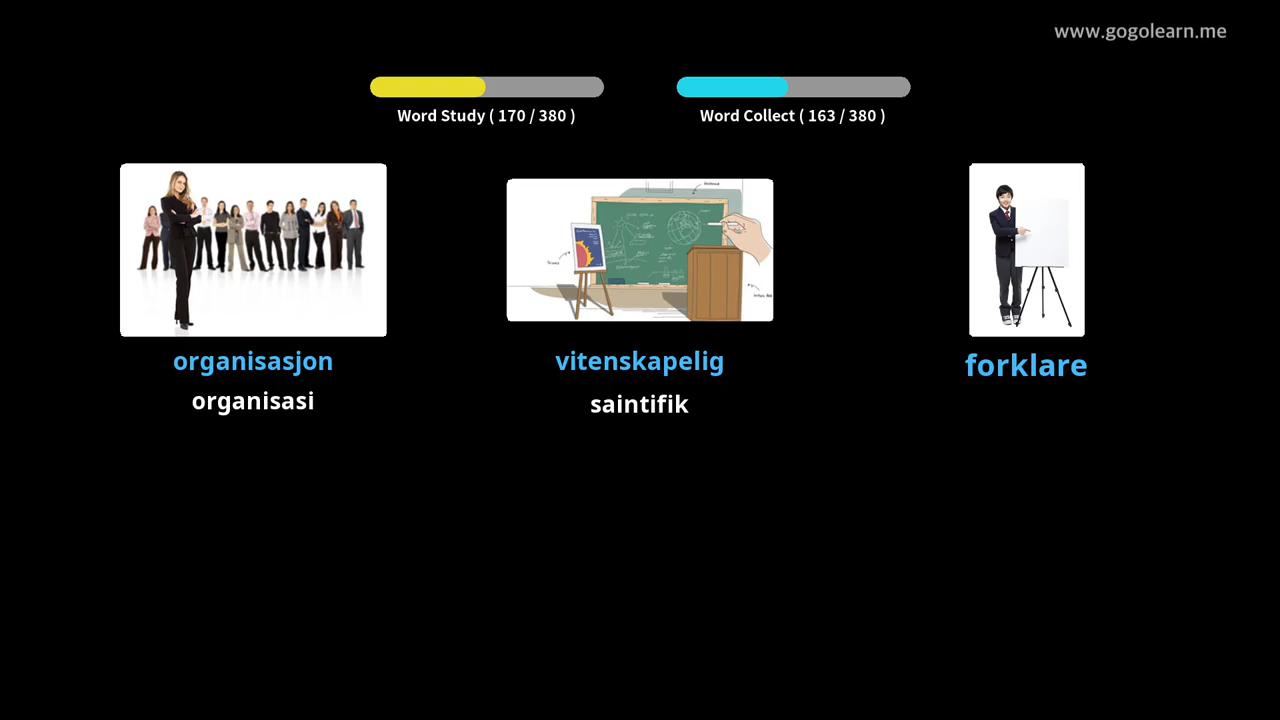 www.gogolearn.me
Word Study ( 170 / 380 )
Word Collect ( 163 / 380 )
organisasjon
vitenskapelig
forklare
organisasi
saintifik